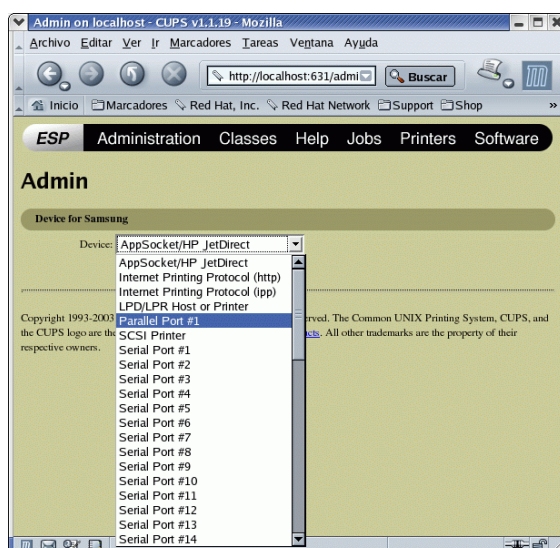 Admin on localhost - CUPS v1.1.19 - Mozilla
Archivo Editar Ver Ir Marcadores Tareas Ventana Ayuda
http://localhost:631/admi Buscar
Inicio Marcadores Red Hat, Inc. Red Hat Network Support Shop »
ESP Administration Classes Help Jobs Printers Software
Admin
Device for Samsung
Device: AppSocket/HP JetDirect
AppSocket/HP JetDirect
Internet Printing Protocol (http)
Internet Printing Protocol (ipp)
LPD/LPR Host or Printer
Parallel Port #1
SCSI Printer
Serial Port #1
Serial Port #2
Serial Port #3
Serial Port #4
Serial Port #5
Serial Port #6
Serial Port #7
Serial Port #8
Serial Port #9
Serial Port #10
Serial Port #11
Serial Port #12
Serial Port #13
Serial Port #14
Copyright 1993-2003 The Common UNIX Printing System, CUPS, and
the CUPS logo are the All other trademarks are the property of their
respective owners.